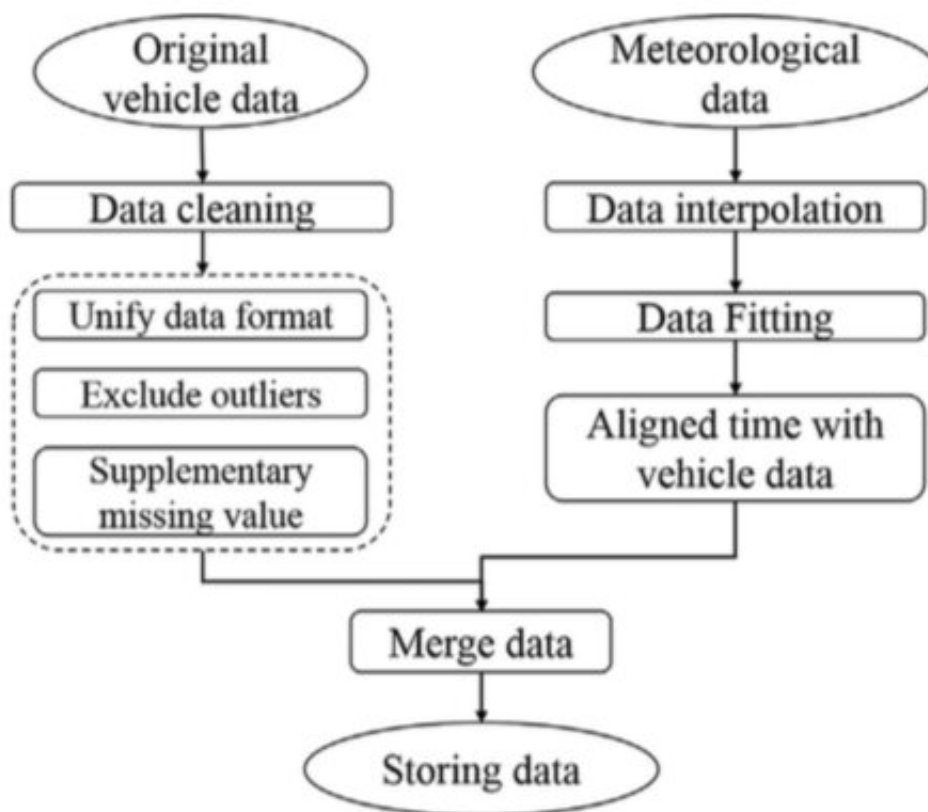 Original
vehicle data
Meteorological
data
Data cleaning
Data interpolation
Unify data format
Data Fitting
Exclude outliers
Aligned time with
vehicle data
Supplementary
missing value
Merge data
Storing data